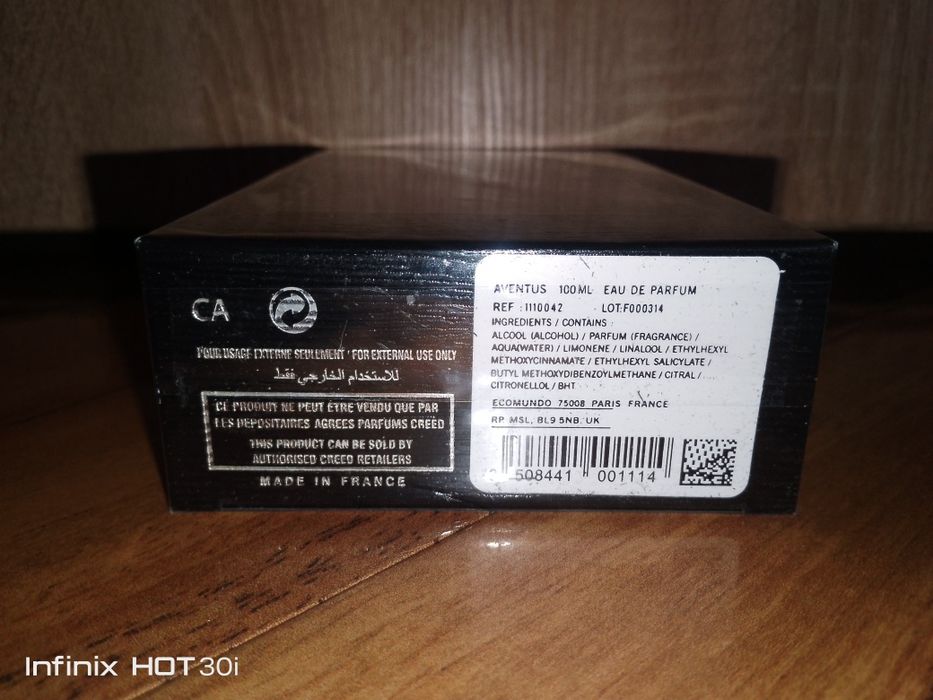 CA
POUR USAGE EXTERNE SEULEMENT · FOR EXTERNAL USE ONLY
للاستخدام الخارجي فقط
CE PRODUIT NE PEUT ÊTRE VENDU QUE PAR
LES DEPOSITAIRES AGREES PARFUMS CREED
THIS PRODUCT CAN BE SOLD BY
AUTHORISED CREED RETAILERS
MADE IN FRANCE
AVENTUS 100ML EAU DE PARFUM
REF :1110042 LOT:F000314
INGREDIENTS / CONTAINS :
ALCOOL (ALCOHOL) / PARFUM (FRAGRANCE) /
AQUA(WATER) / LIMONENE / LINALOOL / ETHYLHEXYL
METHOXYCINNAMATE / ETHYLHEXYL SALICYLATE /
BUTYL METHOXYDIBENZOYLMETHANE / CITRAL /
CITRONELLOL / BHT
ECOMUNDO 75008 PARIS FRANCE
RP MSL, BL9 5NB. UK
508441 001114
Infinix HOT 30i